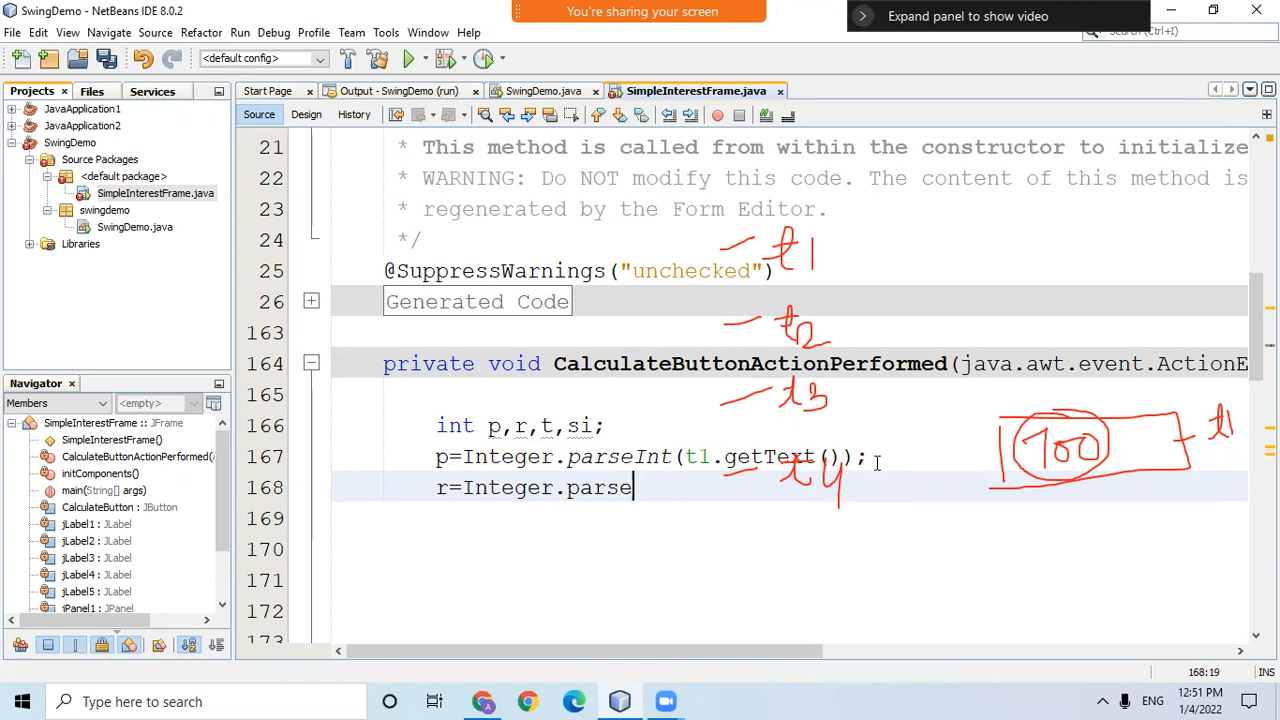 SwingDemo - NetBeans IDE 8.0.2
You're sharing your screen
Expand panel to show video
File Edit View Navigate Source Refactor Run Debug Profile Team Tools Window Help
Search (Ctrl+I)
<default config>
Projects Files Services
Start Page Output - SwingDemo (run) SwingDemo.java SimpleInterestFrame.java
Source Design History
JavaApplication1
JavaApplication2
SwingDemo
Source Packages
<default package>
SimpleInterestFrame.java
swingdemo
SwingDemo.java
Libraries
21 * This method is called from within the constructor to initialize
22 * WARNING: Do NOT modify this code. The content of this method is
23 * regenerated by the Form Editor.
24 */
t1
25 @SuppressWarnings("unchecked")
26 Generated Code
t2
163
164 private void CalculateButtonActionPerformed(java.awt.event.ActionE
165
t3
166 int p,r,t,si;
100 t1
167 p=Integer.parseInt(t1.getText());
t4
168 r=Integer.parse
169
170
171
172
173
Navigator
Members <empty>
SimpleInterestFrame :: JFrame
SimpleInterestFrame()
CalculateButtonActionPerformed(
initComponents()
main(String[] args)
CalculateButton : JButton
jLabel1 : JLabel
jLabel2 : JLabel
jLabel3 : JLabel
jLabel4 : JLabel
jLabel5 : JLabel
jPanel1 : JPanel
168:19 INS
Type here to search
ENG
12:51 PM
1/4/2022